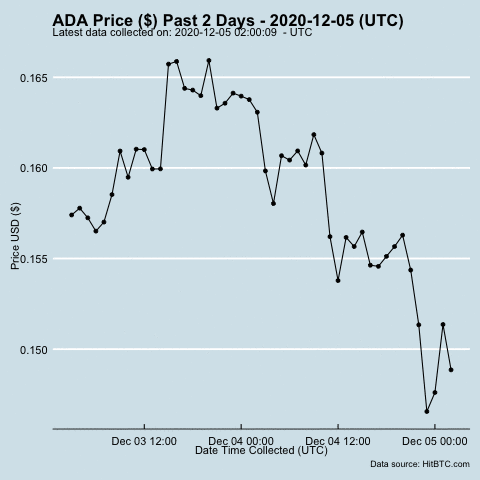 ADA Price ($) Past 2 Days - 2020-12-05 (UTC)
Latest data collected on: 2020-12-05 02:00:09 - UTC
0.165
0.160
0.155
0.150
Price USD ($)
Dec 03 12:00 Dec 04 00:00 Dec 04 12:00 Dec 05 00:00
Date Time Collected (UTC)
Data source: HitBTC.com